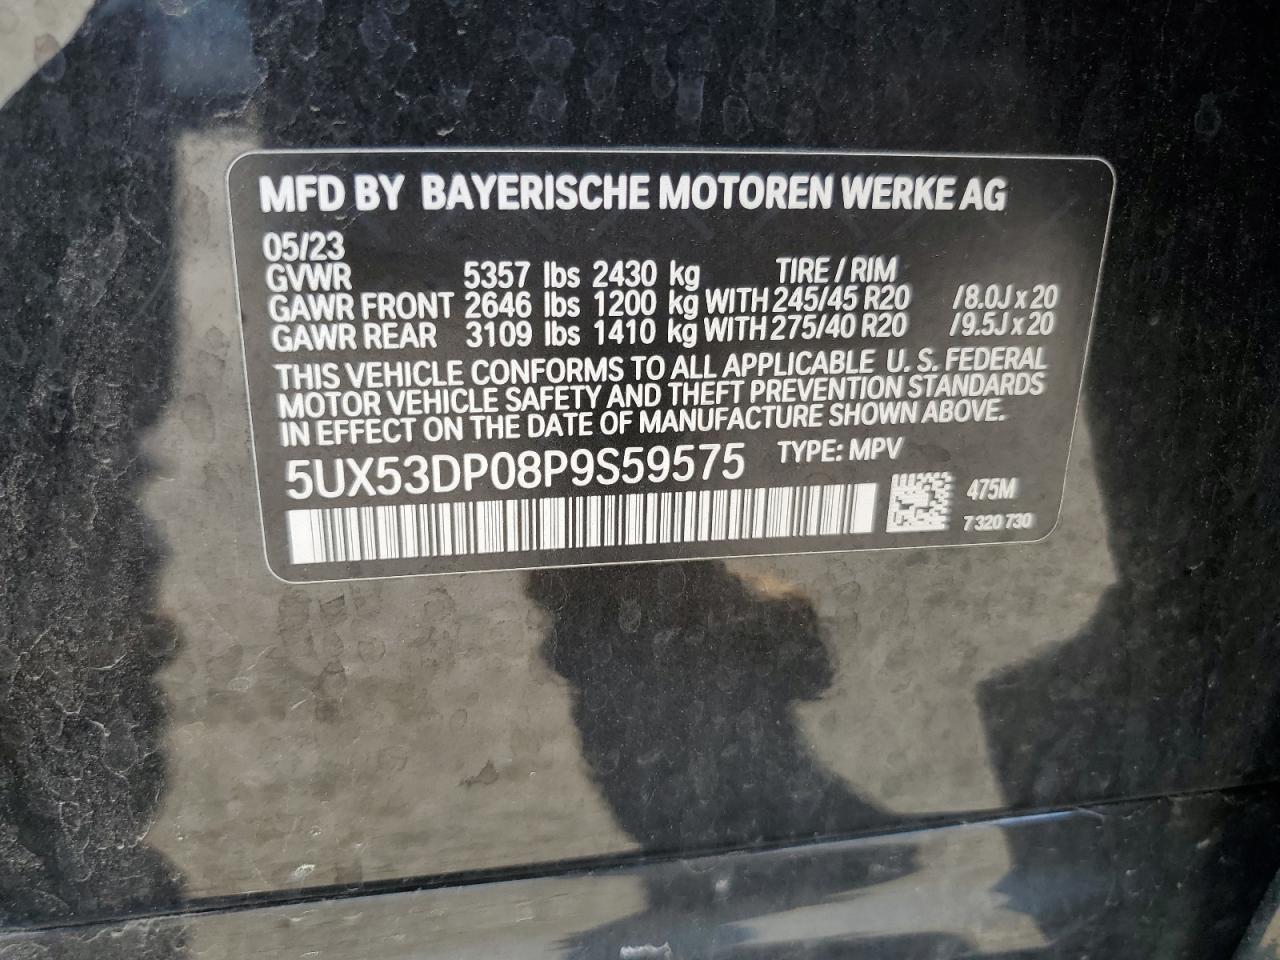 MFD BY BAYERISCHE MOTOREN WERKE AG
05/23
GVWR 5357 lbs 2430 kg TIRE / RIM
GAWR FRONT 2646 lbs 1200 kg WITH 245/45 R20 /8.0J x 20
GAWR REAR 3109 lbs 1410 kg WITH 275/40 R20 /9.5J x 20
THIS VEHICLE CONFORMS TO ALL APPLICABLE U. S. FEDERAL
MOTOR VEHICLE SAFETY AND THEFT PREVENTION STANDARDS
IN EFFECT ON THE DATE OF MANUFACTURE SHOWN ABOVE.
5UX53DP08P9S59575 TYPE: MPV
475M
7 320 730